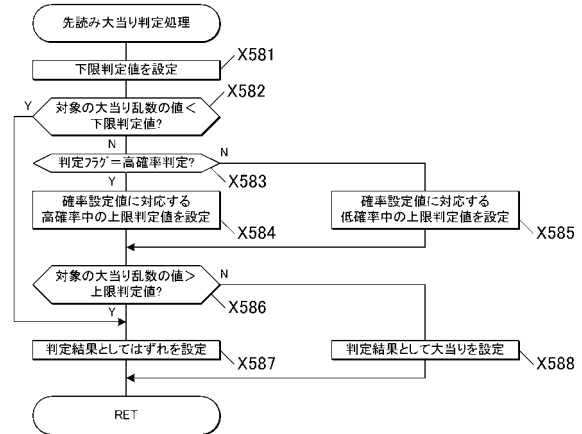 先読み大当り判定処理
下限判定値を設定
X581
対象の大当り乱数の値<
下限判定値?
X582
Y
N
判定フラグ=高確率判定?
X583
N
Y
確率設定値に対応する
高確率中の上限判定値を設定
X584
確率設定値に対応する
低確率中の上限判定値を設定
X585
対象の大当り乱数の値>
上限判定値?
X586
N
Y
判定結果としてはずれを設定
X587
判定結果として大当りを設定
X588
RET